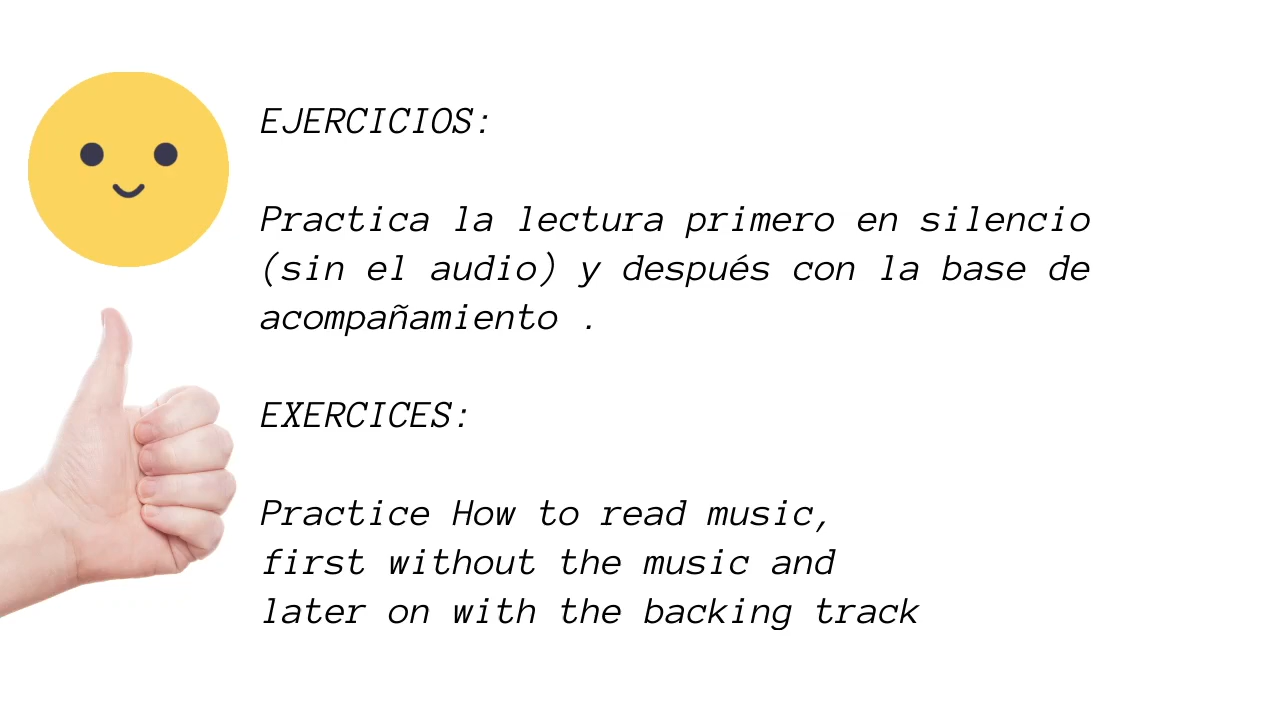 EJERCICIOS:
Practica la lectura primero en silencio
(sin el audio) y después con la base de
acompañamiento .
EXERCICES:
Practice How to read music,
first without the music and
later on with the backing track